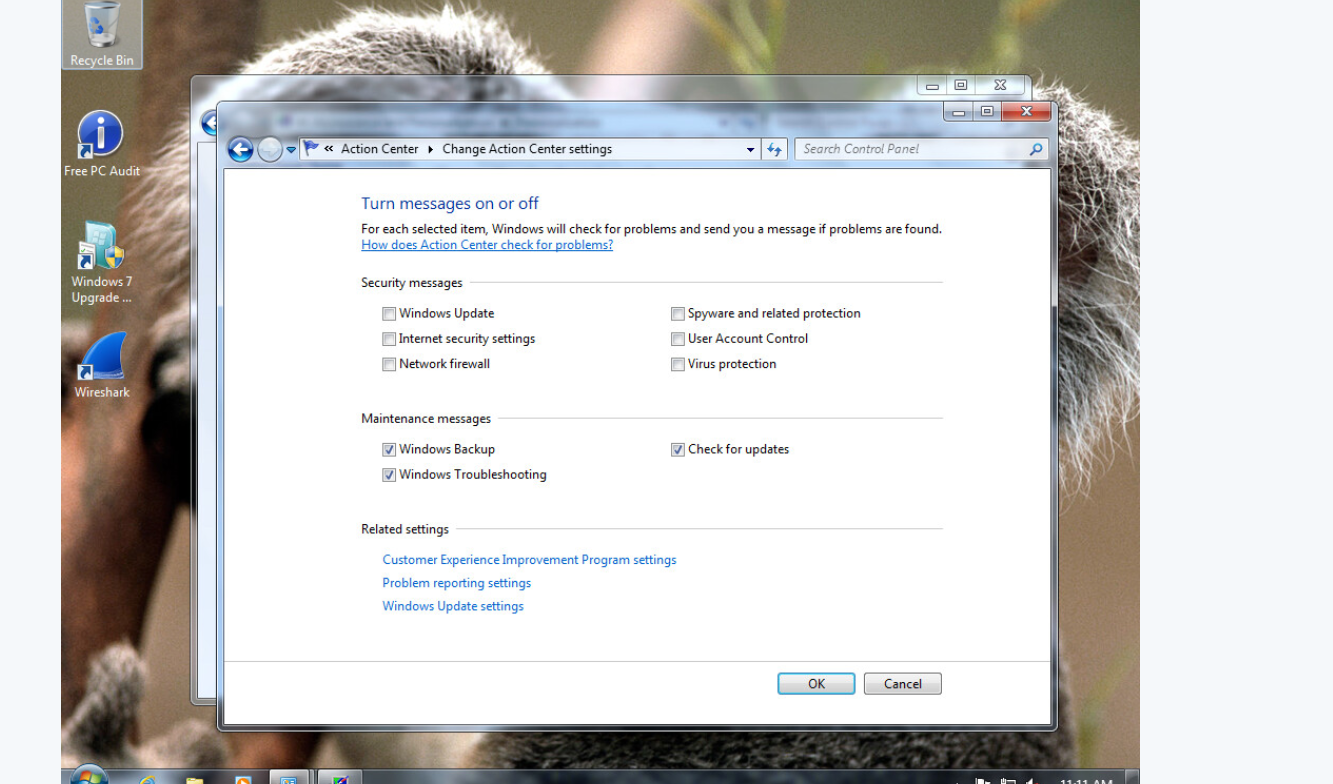 Recycle Bin
Free PC Audit
Windows 7
Upgrade ...
Wireshark
« Action Center ▸ Change Action Center settings
Search Control Panel
Turn messages on or off
For each selected item, Windows will check for problems and send you a message if problems are found.
How does Action Center check for problems?
Security messages
Windows Update
Spyware and related protection
Internet security settings
User Account Control
Network firewall
Virus protection
Maintenance messages
Windows Backup
Check for updates
Windows Troubleshooting
Related settings
Customer Experience Improvement Program settings
Problem reporting settings
Windows Update settings
OK
Cancel
11:11 AM